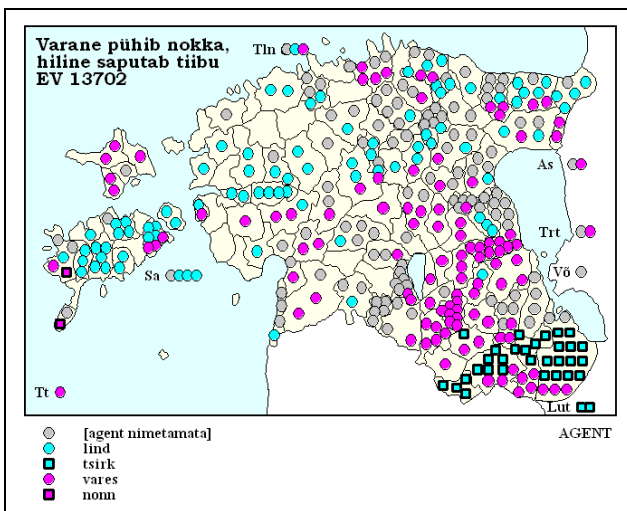 Varane pühib nokka,
hiline saputab tiibu
EV 13702
Tln
As
Trt
Võ
Sa
Tt
Lut
AGENT
[agent nimetamata]
lind
tsirk
vares
nonn